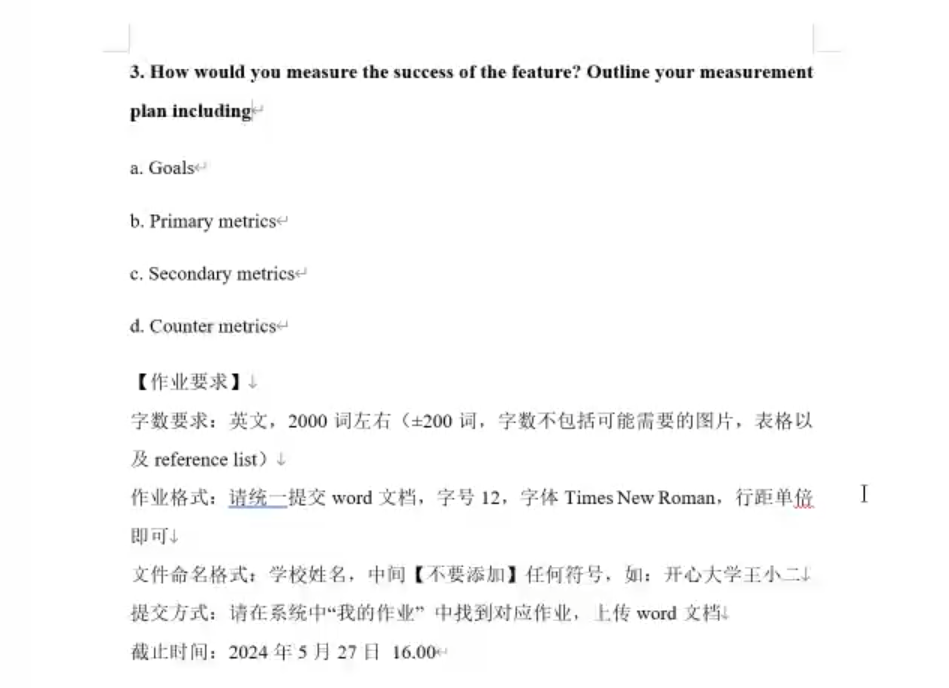 3. How would you measure the success of the feature? Outline your measurement
plan including
a. Goals
b. Primary metrics
c. Secondary metrics
d. Counter metrics
【作业要求】
字数要求：英文，2000 词左右（±200 词，字数不包括可能需要的图片，表格以
及 reference list）
作业格式：请统一提交 word 文档，字号 12，字体 Times New Roman，行距单倍
即可
文件命名格式：学校姓名，中间【不要添加】任何符号，如：开心大学王小二
提交方式：请在系统中“我的作业” 中找到对应作业，上传 word 文档
截止时间：2024 年 5 月 27 日 16.00